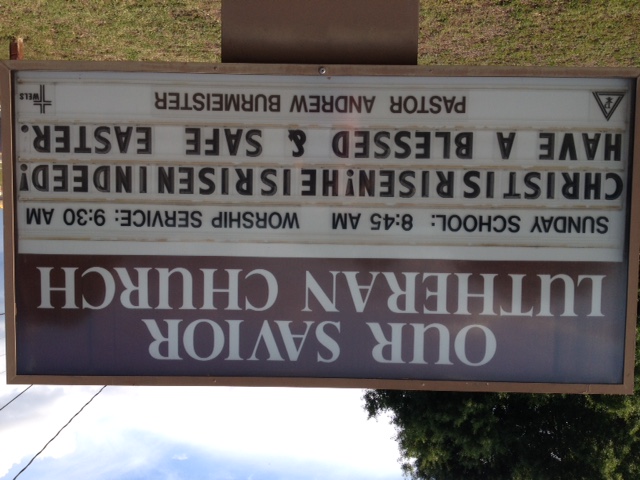 OUR SAVIOR
LUTHERAN CHURCH
SUNDAY SCHOOL: 8:45 AM WORSHIP SERVICE: 9:30 AM
CHRIST IS RISEN! HE IS RISEN INDEED!
HAVE A BLESSED & SAFE EASTER.
PASTOR ANDREW BURMEISTER
WELS